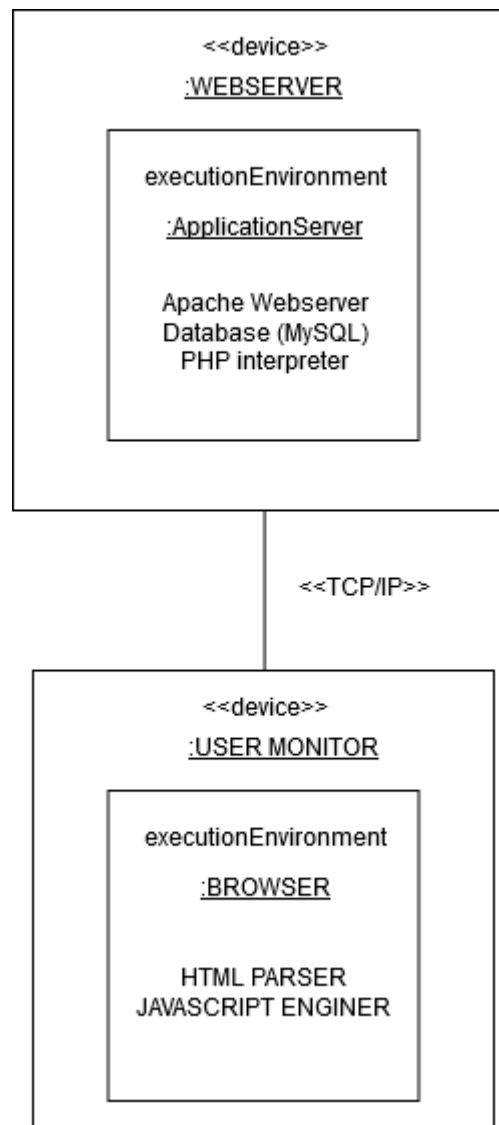 <<device>>
:WEBSERVER
executionEnvironment
:ApplicationServer
Apache Webserver
Database (MySQL)
PHP interpreter
<<TCP/IP>>
<<device>>
:USER MONITOR
executionEnvironment
:BROWSER
HTML PARSER
JAVASCRIPT ENGINER